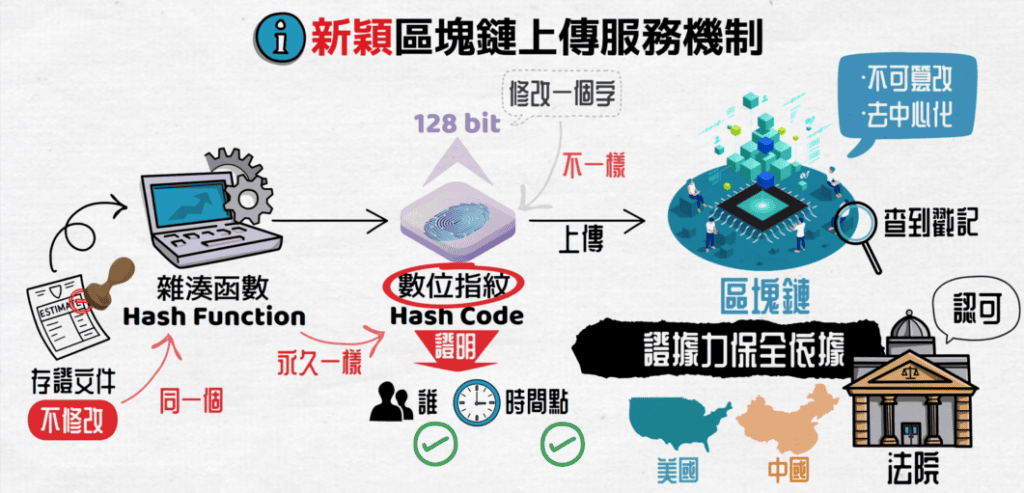 新穎區塊鏈上傳服務機制
修改一個字
128 bit
不一樣
·不可竄改
·去中心化
上傳
查到戳記
ESTIMATE
雜湊函數
Hash Function
數位指紋
Hash Code
區塊鏈
認可
證明
永久一樣
證據力保全依據
存證文件
不修改
同一個
誰
時間點
美國
中國
法院